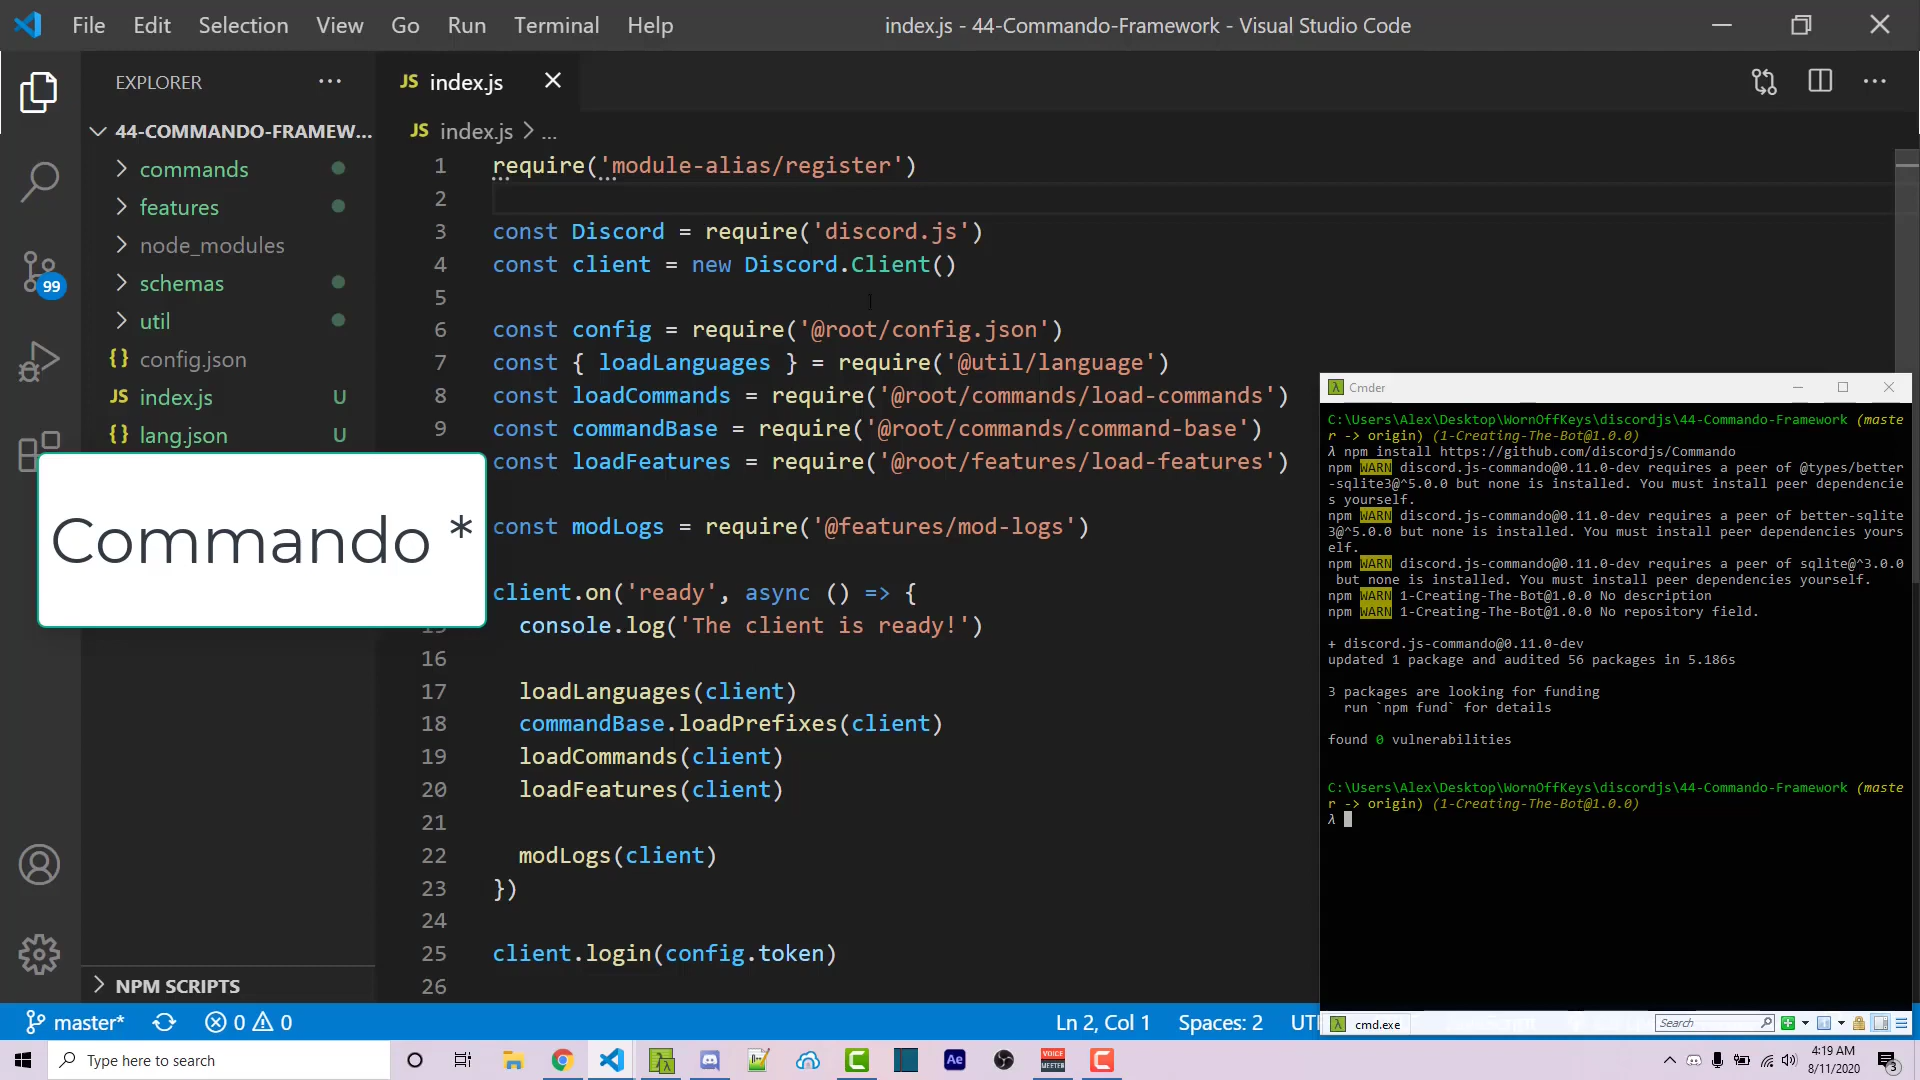 File Edit Selection View Go Run Terminal Help
index.js - 44-Commando-Framework - Visual Studio Code
EXPLORER
44-COMMANDO-FRAMEW...
commands
features
node_modules
schemas
util
{} config.json
JS index.js U
{} lang.json U
99
Commando *
NPM SCRIPTS
JS index.js
JS index.js > ...
1 require('module-alias/register')
2
3 const Discord = require('discord.js')
4 const client = new Discord.Client()
5
6 const config = require('@root/config.json')
7 const { loadLanguages } = require('@util/language')
8 const loadCommands = require('@root/commands/load-commands')
9 const commandBase = require('@root/commands/command-base')
const loadFeatures = require('@root/features/load-features')
const modLogs = require('@features/mod-logs')
client.on('ready', async () => {
console.log('The client is ready!')
16
17 loadLanguages(client)
18 commandBase.loadPrefixes(client)
19 loadCommands(client)
20 loadFeatures(client)
21
22 modLogs(client)
23 })
24
25 client.login(config.token)
26
Cmder
C:\Users\Alex\Desktop\WornOffKeys\discordjs\44-Commando-Framework (maste
r -> origin) (1-Creating-The-Bot@1.0.0)
λ npm install https://github.com/discordjs/Commando
npm WARN discord.js-commando@0.11.0-dev requires a peer of @types/better
-sqlite3@^5.0.0 but none is installed. You must install peer dependencie
s yourself.
npm WARN discord.js-commando@0.11.0-dev requires a peer of better-sqlite
3@^5.0.0 but none is installed. You must install peer dependencies yours
elf.
npm WARN discord.js-commando@0.11.0-dev requires a peer of sqlite@^3.0.0
but none is installed. You must install peer dependencies yourself.
npm WARN 1-Creating-The-Bot@1.0.0 No description
npm WARN 1-Creating-The-Bot@1.0.0 No repository field.
+ discord.js-commando@0.11.0-dev
updated 1 package and audited 56 packages in 5.186s
3 packages are looking for funding
run `npm fund` for details
found 0 vulnerabilities
C:\Users\Alex\Desktop\WornOffKeys\discordjs\44-Commando-Framework (maste
r -> origin) (1-Creating-The-Bot@1.0.0)
λ
cmd.exe
Search
master* 0 0
Ln 2, Col 1 Spaces: 2
Type here to search
Ae
VOICE
MEETER
4:19 AM
8/11/2020
3